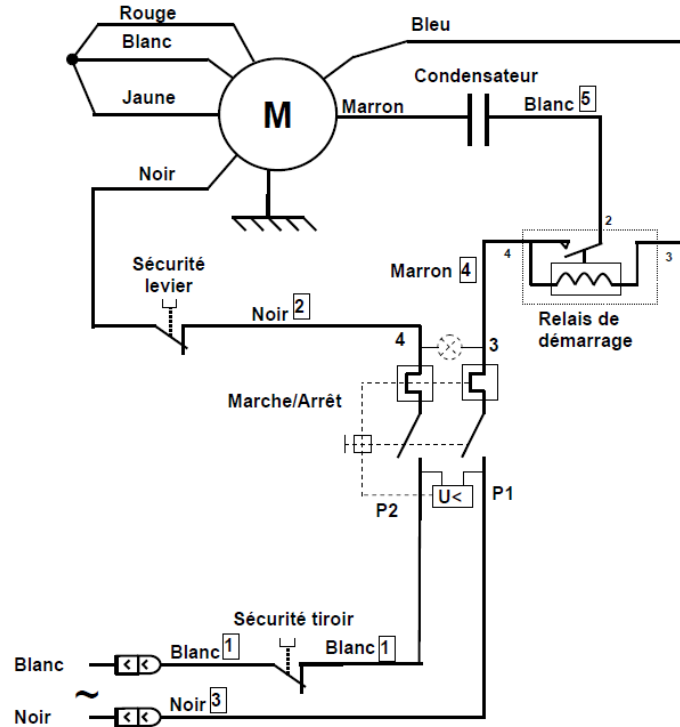 Rouge
Blanc
Bleu
Condensateur
Jaune
M
Marron
Blanc 5
Noir
2
Sécurité
levier
Marron 4
4
3
Noir 2
Relais de
démarrage
4
3
Marche/Arrêt
U<
P1
P2
Sécurité tiroir
Blanc
Blanc 1
Blanc 1
~
Noir
Noir 3